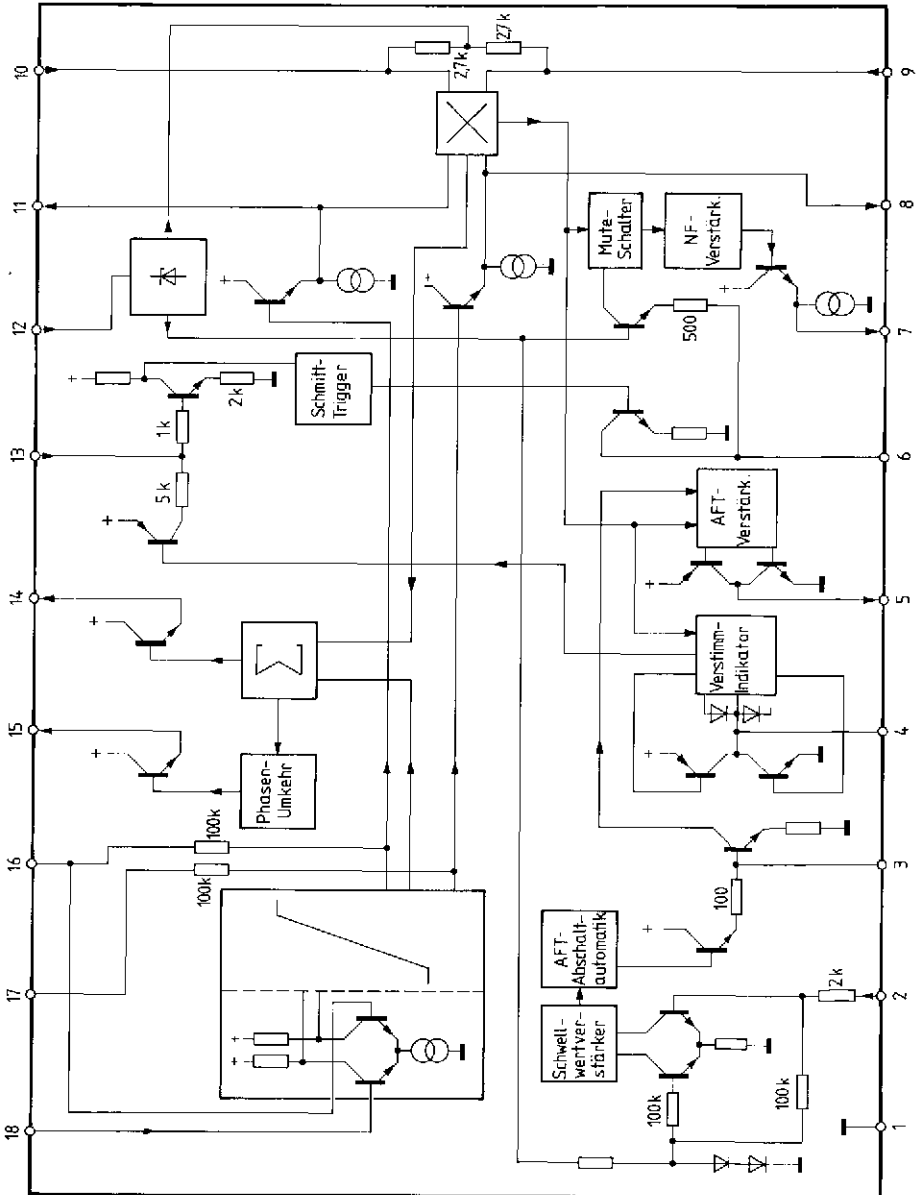 10
11
12
13
14
15
16
17
18
2,7k
2,7k
+
+
2k
1k
5k
Schmitt-
Trigger
+
+
+
+
Σ
Phasen-
Umkehr
100k
100k
+
+
Mute-
Schalter
NF-
Verstärk.
+
500
AFT-
Verstärk.
+
Verstimm-
Indikator
+
100
+
AFT-
Abschalt-
automatik
Schwell-
wertver-
stärker
2k
100k
100k
9
8
7
6
5
4
3
2
1